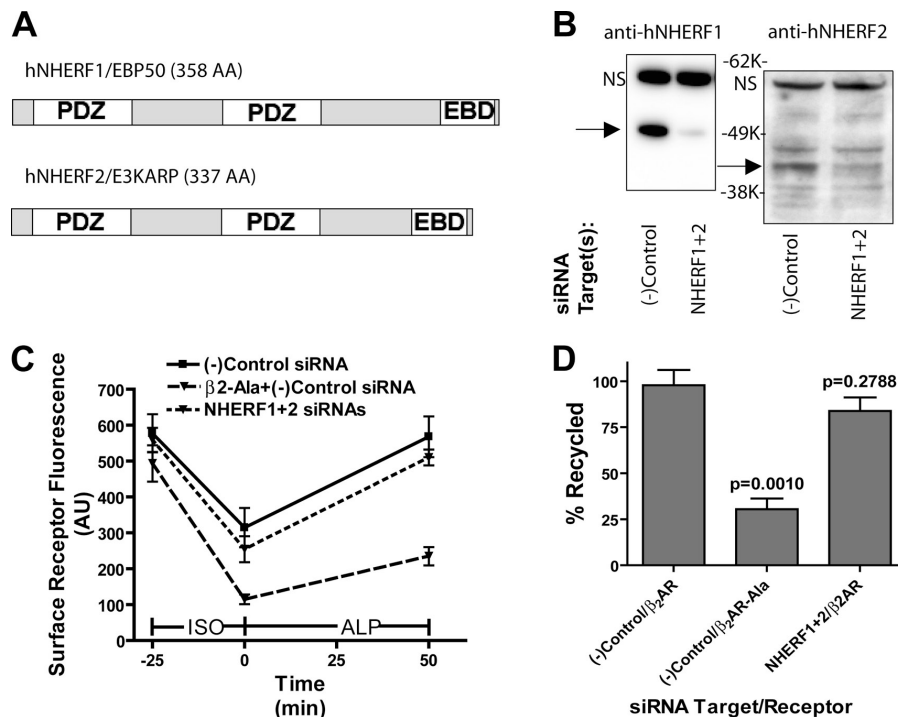 A
hNHERF1/EBP50 (358 AA)
PDZ PDZ EBD
hNHERF2/E3KARP (337 AA)
PDZ PDZ EBD
B
anti-hNHERF1 anti-hNHERF2
-62K-
NS NS
-49K-
-38K-
siRNA
Target(s):
(-)Control
NHERF1+2
(-)Control
NHERF1+2
C
(-)Control siRNA
β2-Ala+(-)Control siRNA
NHERF1+2 siRNAs
Surface Receptor Fluorescence
(AU)
700
600
500
400
300
200
100
0
ISO ALP
-25 0 25 50
Time
(min)
D
% Recycled
100
75
50
25
0
p=0.0010
p=0.2788
(-)Control/β₂AR
(-)Control/β₂AR-Ala
NHERF1+2/β2AR
siRNA Target/Receptor